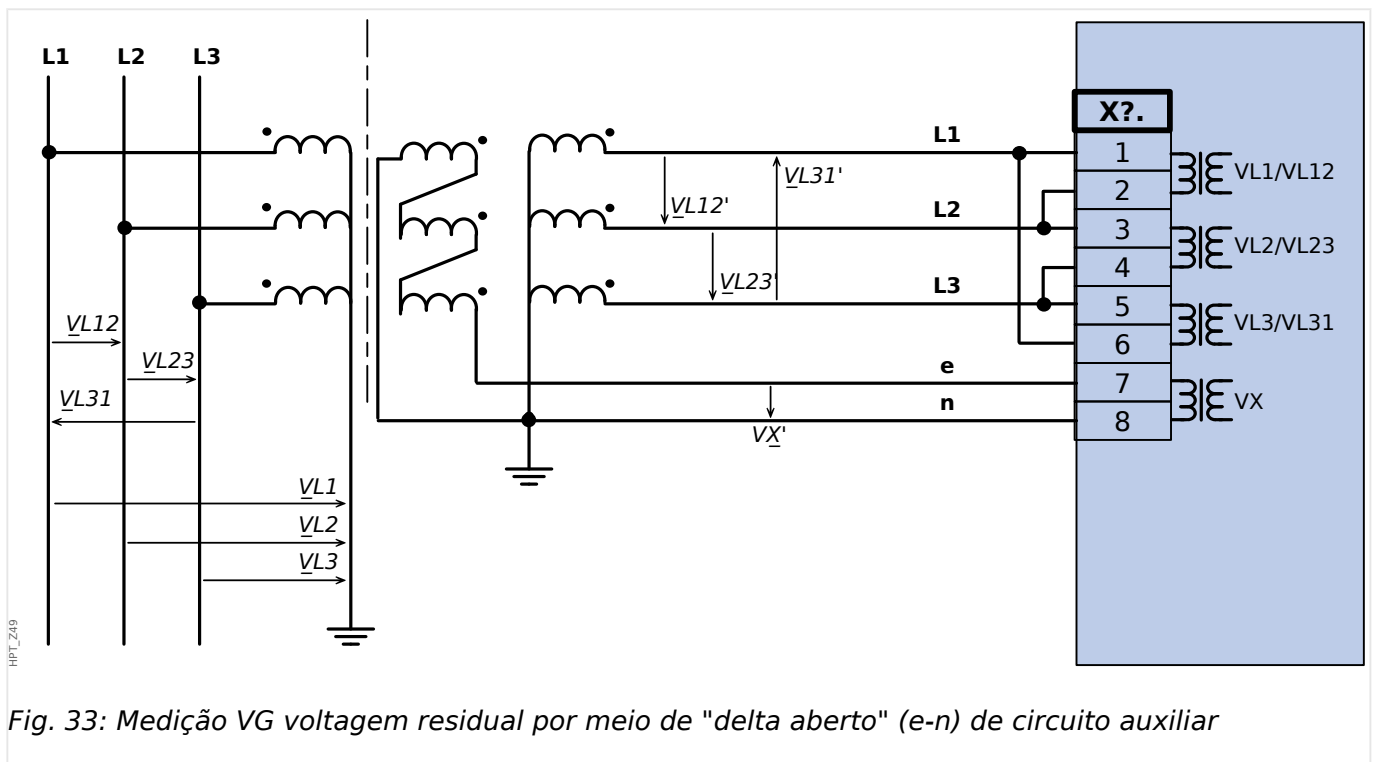 L1 L2 L3
X?.
L1
1
VL31'
VL1/VL12
2
VL12'
L2
3
VL2/VL23
4
VL23'
L3
5
VL12
VL3/VL31
6
VL23
e
7
VL31
n
VX
8
VX'
VL1
VL2
VL3
HPT_Z49
Fig. 33: Medição VG voltagem residual por meio de "delta aberto" (e-n) de circuito auxiliar